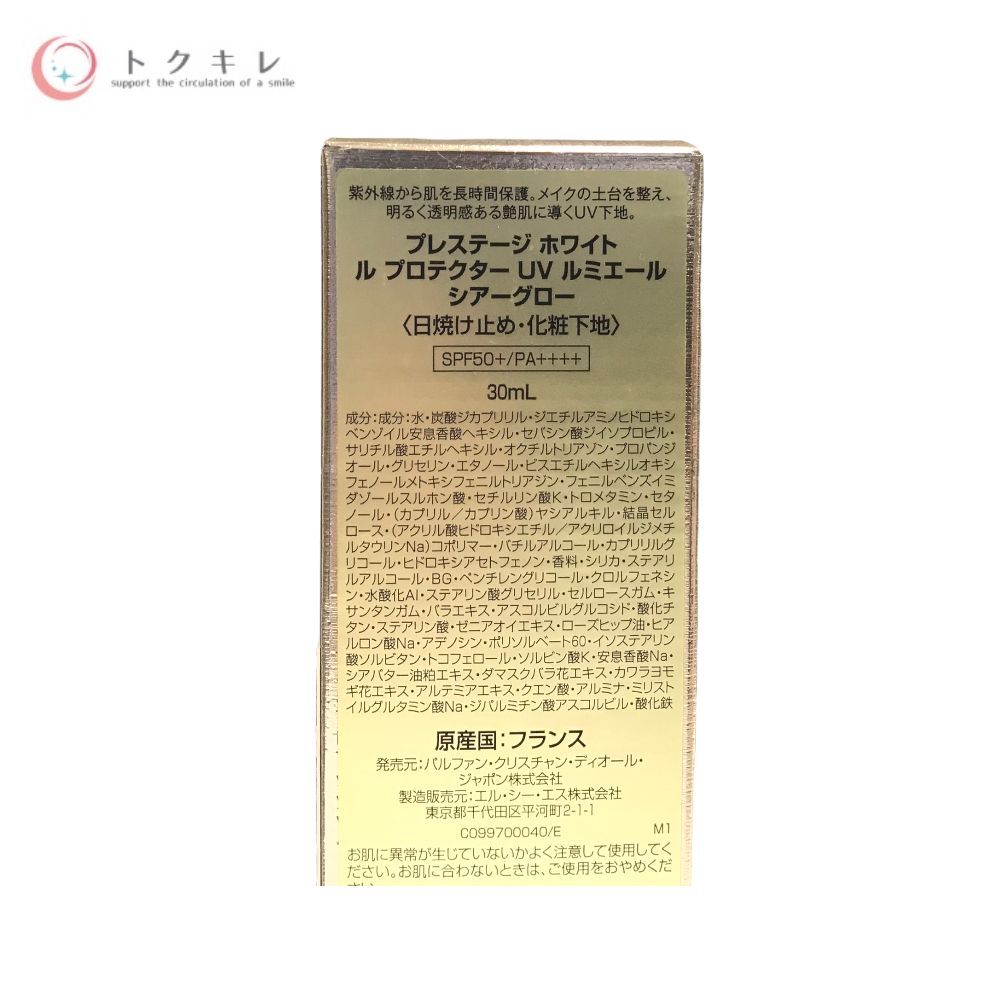 トクキレ
support the circulation of a smile
紫外線から肌を長時間保護。メイクの土台を整え、
明るく透明感ある艶肌に導くUV下地。
プレステージ ホワイト
ル プロテクター UV ルミエール
シアーグロー
〈日焼け止め・化粧下地〉
SPF50+/PA++++
30mL
成分：成分：水・炭酸ジカプリリル・ジエチルアミノヒドロキシ
ベンゾイル安息香酸ヘキシル・セバシン酸ジイソプロピル・
サリチル酸エチルヘキシル・オクチルトリアゾン・プロパンジ
オール・グリセリン・エタノール・ビスエチルヘキシルオキシ
フェノールメトキシフェニルトリアジン・フェニルベンズイミ
ダゾールスルホン酸・セチルリン酸K・トロメタミン・セタ
ノール・(カプリル／カプリン酸)ヤシアルキル・結晶セル
ロース・(アクリル酸ヒドロキシエチル／アクリロイルジメチ
ルタウリンNa)コポリマー・バチルアルコール・カプリリルグ
リコール・ヒドロキシアセトフェノン・香料・シリカ・ステアリ
ルアルコール・BG・ペンチレングリコール・クロルフェネシ
ン・水酸化Al・ステアリン酸グリセリル・セルロースガム・キ
サンタンガム・バラエキス・アスコルビルグルコシド・酸化チ
タン・ステアリン酸・ゼニアオイエキス・ローズヒップ油・ヒア
ルロン酸Na・アデノシン・ポリソルベート60・イソステアリン
酸ソルビタン・トコフェロール・ソルビン酸K・安息香酸Na・
シアバター油粕エキス・ダマスクバラ花エキス・カワラヨモ
ギ花エキス・アルテミアエキス・クエン酸・アルミナ・ミリスト
イルグルタミン酸Na・ジパルミチン酸アスコルビル・酸化鉄
原産国：フランス
発売元：パルファン・クリスチャン・ディオール・
ジャポン株式会社
製造販売元：エル・シー・エス株式会社
東京都千代田区平河町2-1-1
C099700040/E M1
お肌に異常が生じていないかよく注意して使用してく
ださい。お肌に合わないときは、ご使用をおやめくだ